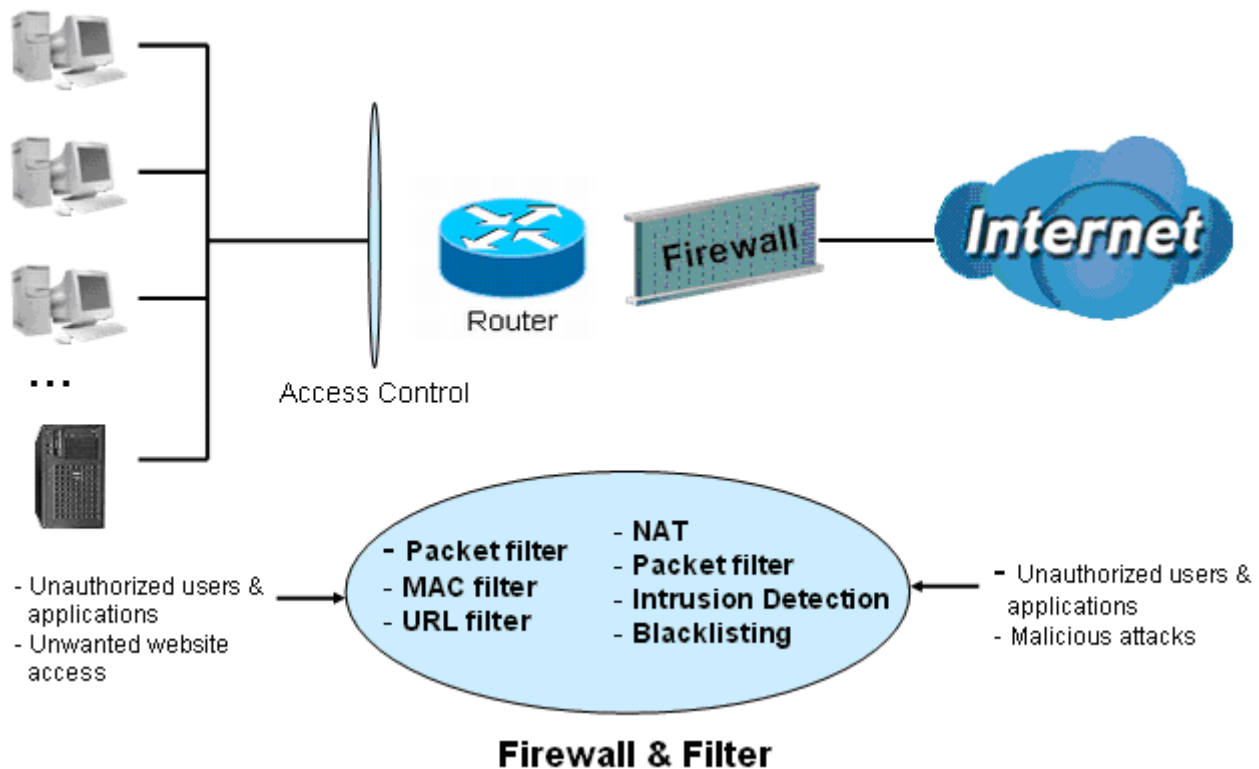 Firewall
Internet
Router
Access Control
...
- Packet filter
- MAC filter
- URL filter
- NAT
- Packet filter
- Intrusion Detection
- Blacklisting
- Unauthorized users &
applications
- Unwanted website
access
- Unauthorized users &
applications
- Malicious attacks
Firewall & Filter